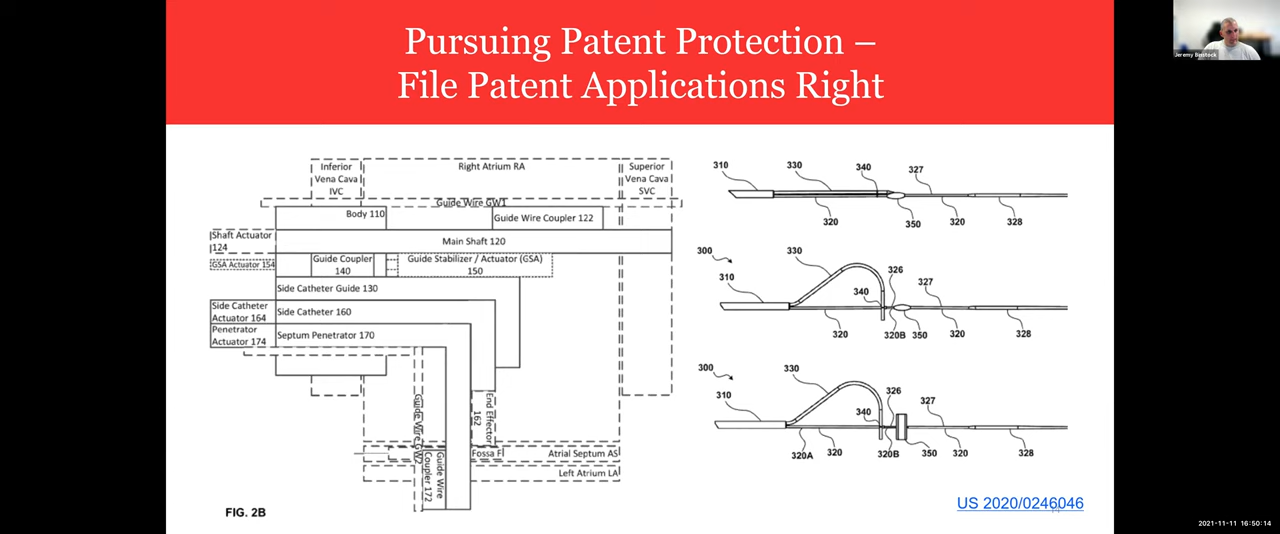 Pursuing Patent Protection –
File Patent Applications Right
Jeremy Binstock
Inferior
Vena Cava
IVC
Right Atrium RA
Superior
Vena Cava
SVC
Guide Wire GW1
Body 110
Guide Wire Coupler 122
Shaft Actuator
124
Main Shaft 120
GSA Actuator 154
Guide Coupler
140
Guide Stabilizer / Actuator (GSA)
150
Side Catheter Guide 130
Side Catheter
Actuator 164
Side Catheter 160
Penetrator
Actuator 174
Septum Penetrator 170
Guide Wire GW2
End Effector
162
Guide Wire
Coupler 172
Fossa F
Atrial Septum AS
Left Atrium LA
FIG. 2B
310
330
340
327
320
350
320
328
300
330
326
310
340
327
320
320B
350
320
328
300
330
326
310
340
327
320A
320
320B
350
320
328
US 2020/0246046
2021-11-11 16:50:14